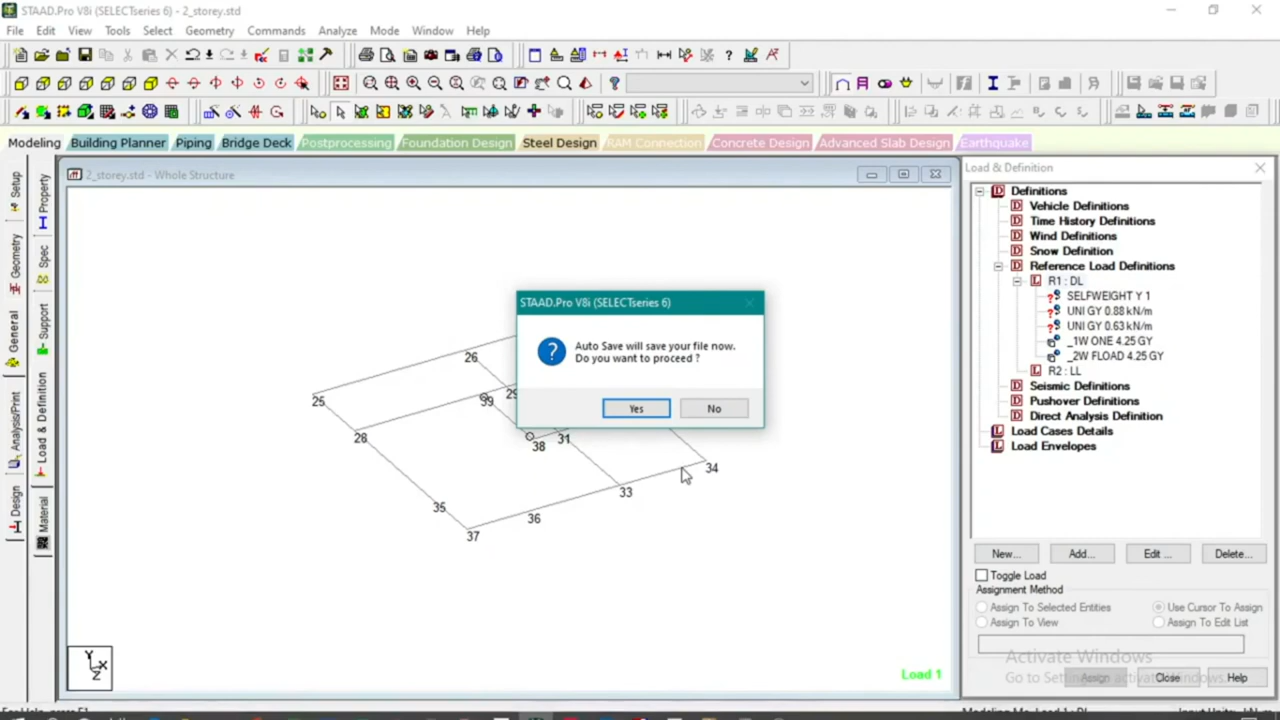 STAAD.Pro V8i (SELECTseries 6) - 2_storey.std
File Edit View Tools Select Geometry Commands Analyze Mode Window Help
Modeling Building Planner Piping Bridge Deck Postprocessing Foundation Design Steel Design RAM Connection Concrete Design Advanced Slab Design Earthquake
Setup
Geometry
General
Analysis/Print
Design
Property
Spec
Support
Load & Definition
Material
2_storey.std - Whole Structure
26
25
39
29
28
38
31
34
33
35
36
37
Y
X
Z
Load 1
STAAD.Pro V8i (SELECTseries 6)
Auto Save will save your file now.
Do you want to proceed ?
Yes No
Load & Definition
Definitions
Vehicle Definitions
Time History Definitions
Wind Definitions
Snow Definition
Reference Load Definitions
R1 : DL
SELFWEIGHT Y 1
UNI GY 0.88 kN/m
UNI GY 0.63 kN/m
_1W ONE 4.25 GY
_2W FLOAD 4.25 GY
R2 : LL
Seismic Definitions
Pushover Definitions
Direct Analysis Definition
Load Cases Details
Load Envelopes
New... Add... Edit ... Delete...
Toggle Load
Assignment Method
Assign To Selected Entities Use Cursor To Assign
Assign To View Assign To Edit List
Activate Windows
Assign Close Help